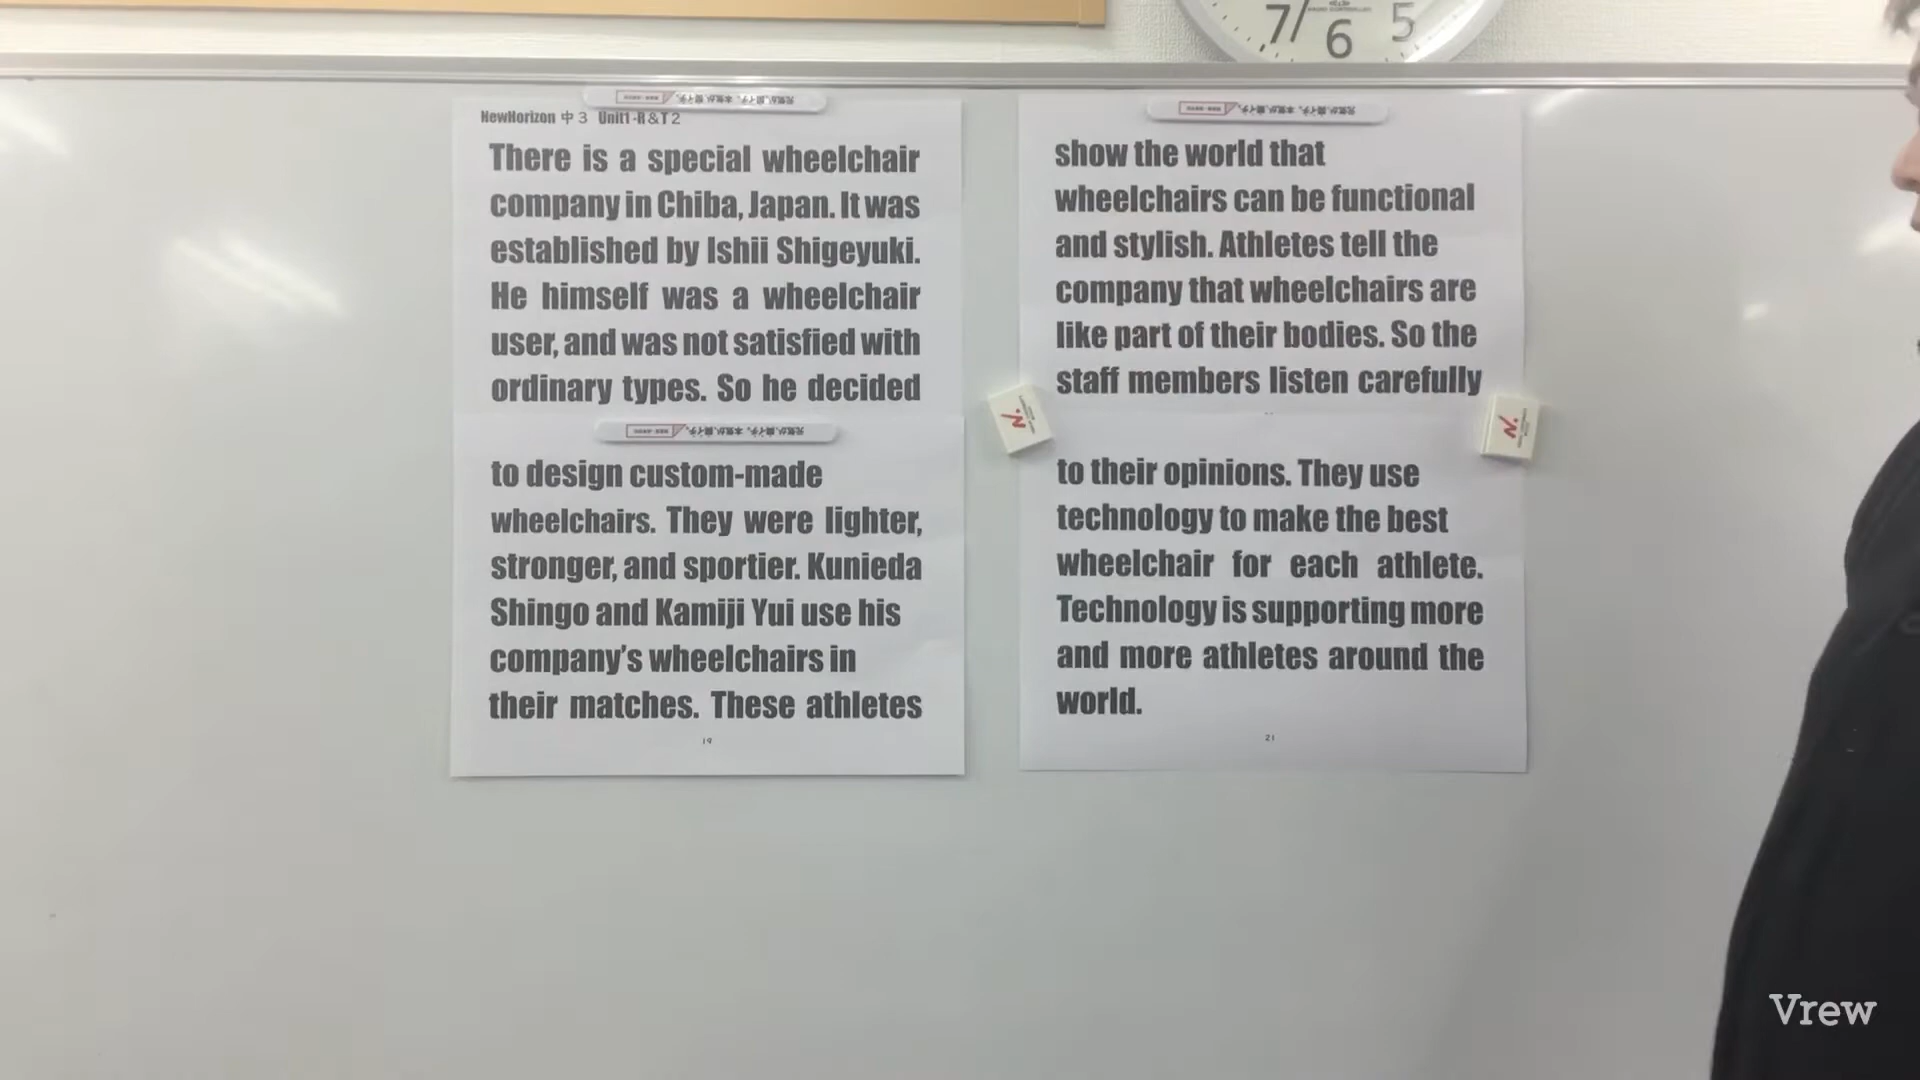 7 6 5
NewHorizon 中3 Unit1-R&T2
There is a special wheelchair
company in Chiba, Japan. It was
established by Ishii Shigeyuki.
He himself was a wheelchair
user, and was not satisfied with
ordinary types. So he decided
to design custom-made
wheelchairs. They were lighter,
stronger, and sportier. Kunieda
Shingo and Kamiji Yui use his
company's wheelchairs in
their matches. These athletes
19
show the world that
wheelchairs can be functional
and stylish. Athletes tell the
company that wheelchairs are
like part of their bodies. So the
staff members listen carefully
to their opinions. They use
technology to make the best
wheelchair for each athlete.
Technology is supporting more
and more athletes around the
world.
21
Vrew